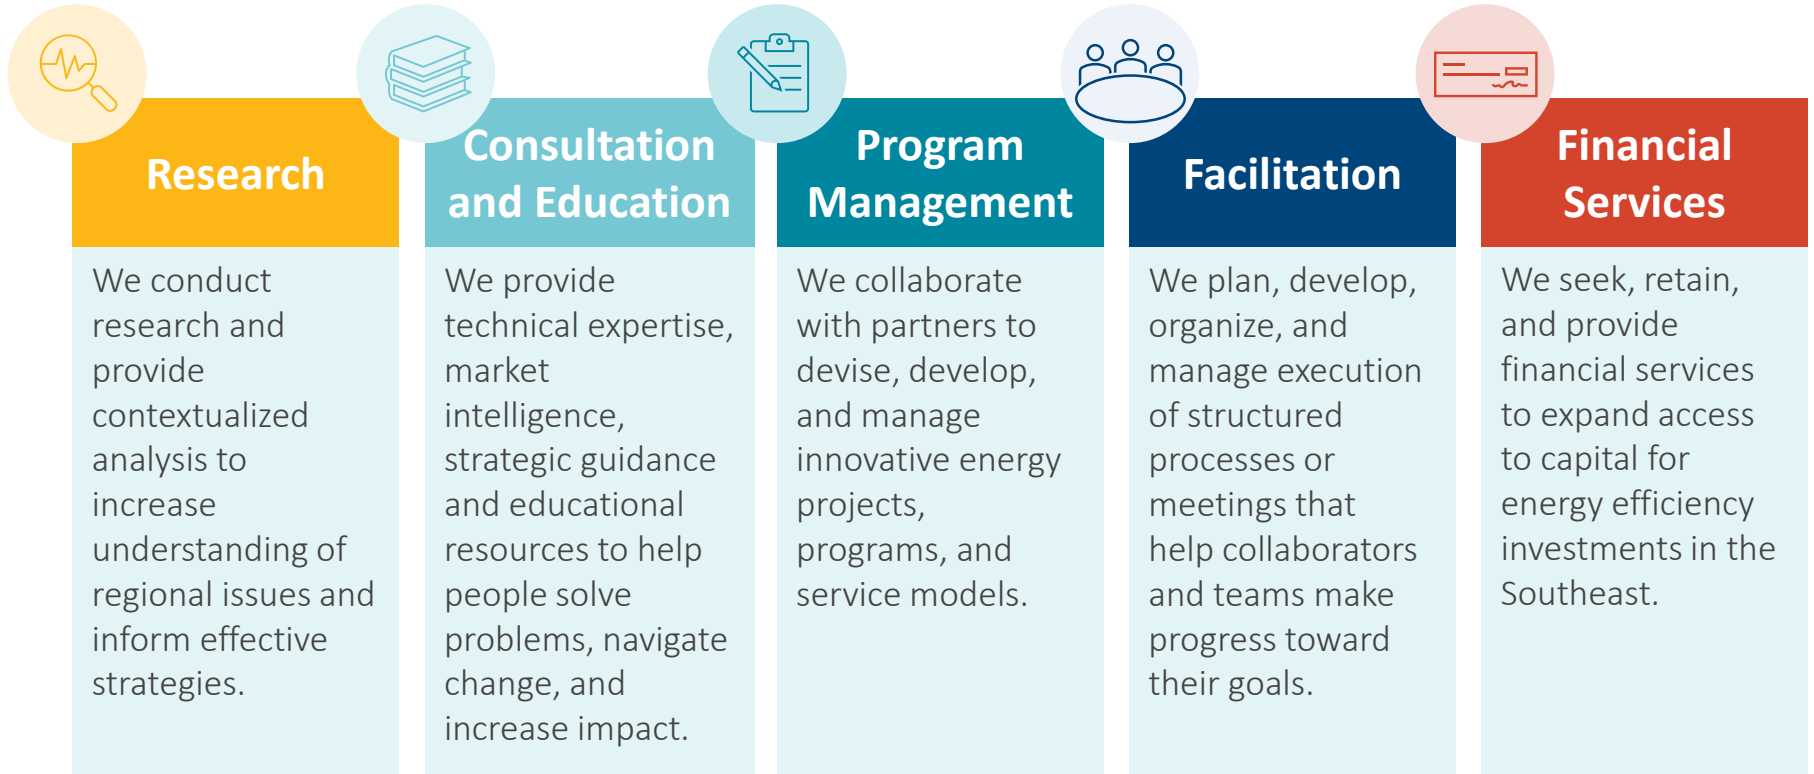 Research
We conduct
research and
provide
contextualized
analysis to
increase
understanding of
regional issues and
inform effective
strategies.
Consultation
and Education
We provide
technical expertise,
market
intelligence,
strategic guidance
and educational
resources to help
people solve
problems, navigate
change, and
increase impact.
Program
Management
We collaborate
with partners to
devise, develop,
and manage
innovative energy
projects,
programs, and
service models.
Facilitation
We plan, develop,
organize, and
manage execution
of structured
processes or
meetings that
help collaborators
and teams make
progress toward
their goals.
Financial
Services
We seek, retain,
and provide
financial services
to expand access
to capital for
energy efficiency
investments in the
Southeast.